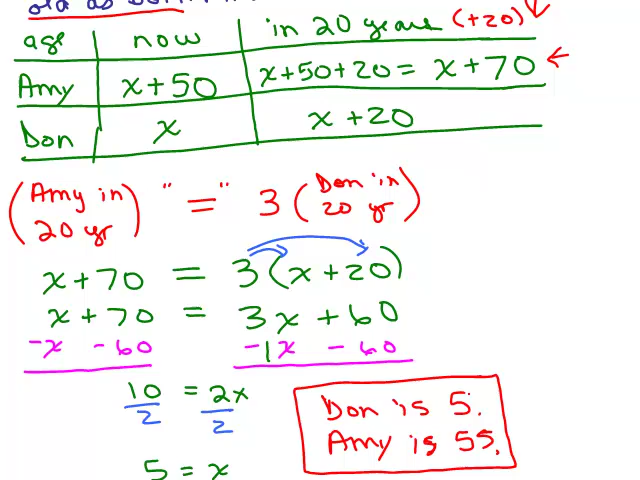 old as
age now in 20 years (+20)
Amy x+50 x+50+20 = x+70
Don x x+20
(Amy in 20 yr) "=" 3 (Don in 20 yr)
x+70 = 3(x+20)
x+70 = 3x+60
-x -60 -1x -60
10 = 2x
2 2
5 = x
Don is 5.
Amy is 55.